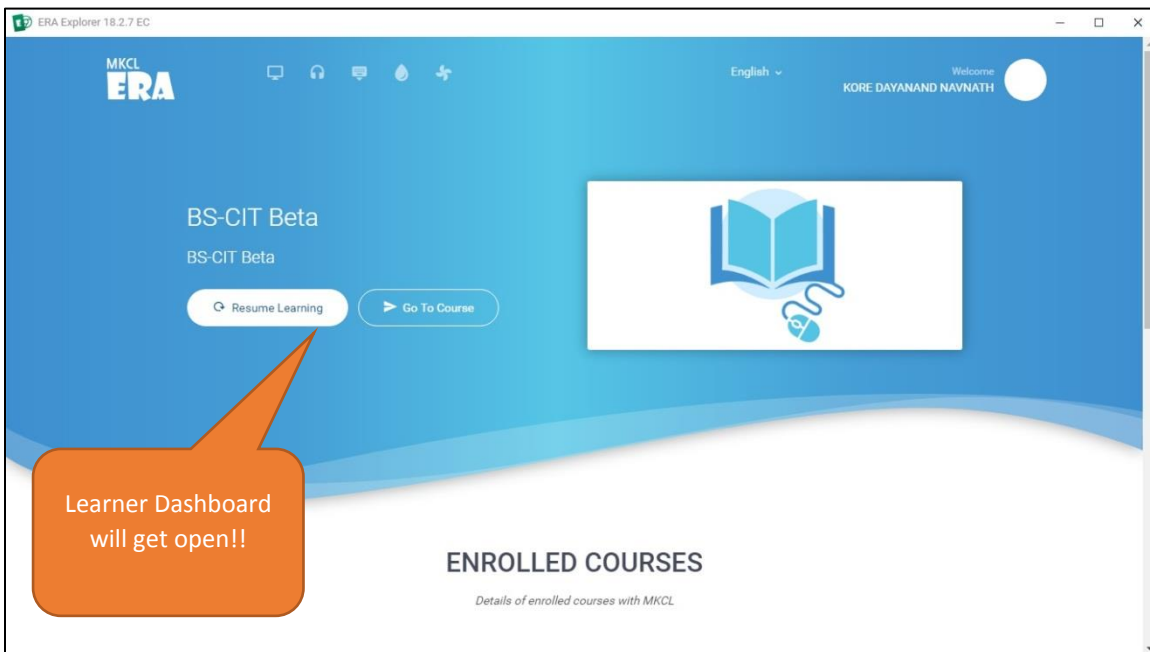 ERA Explorer 18.2.7 EC
MKCL
ERA
English
Welcome
KORE DAYANAND NAVNATH
BS-CIT Beta
BS-CIT Beta
Resume Learning
Go To Course
Learner Dashboard
will get open!!
ENROLLED COURSES
Details of enrolled courses with MKCL